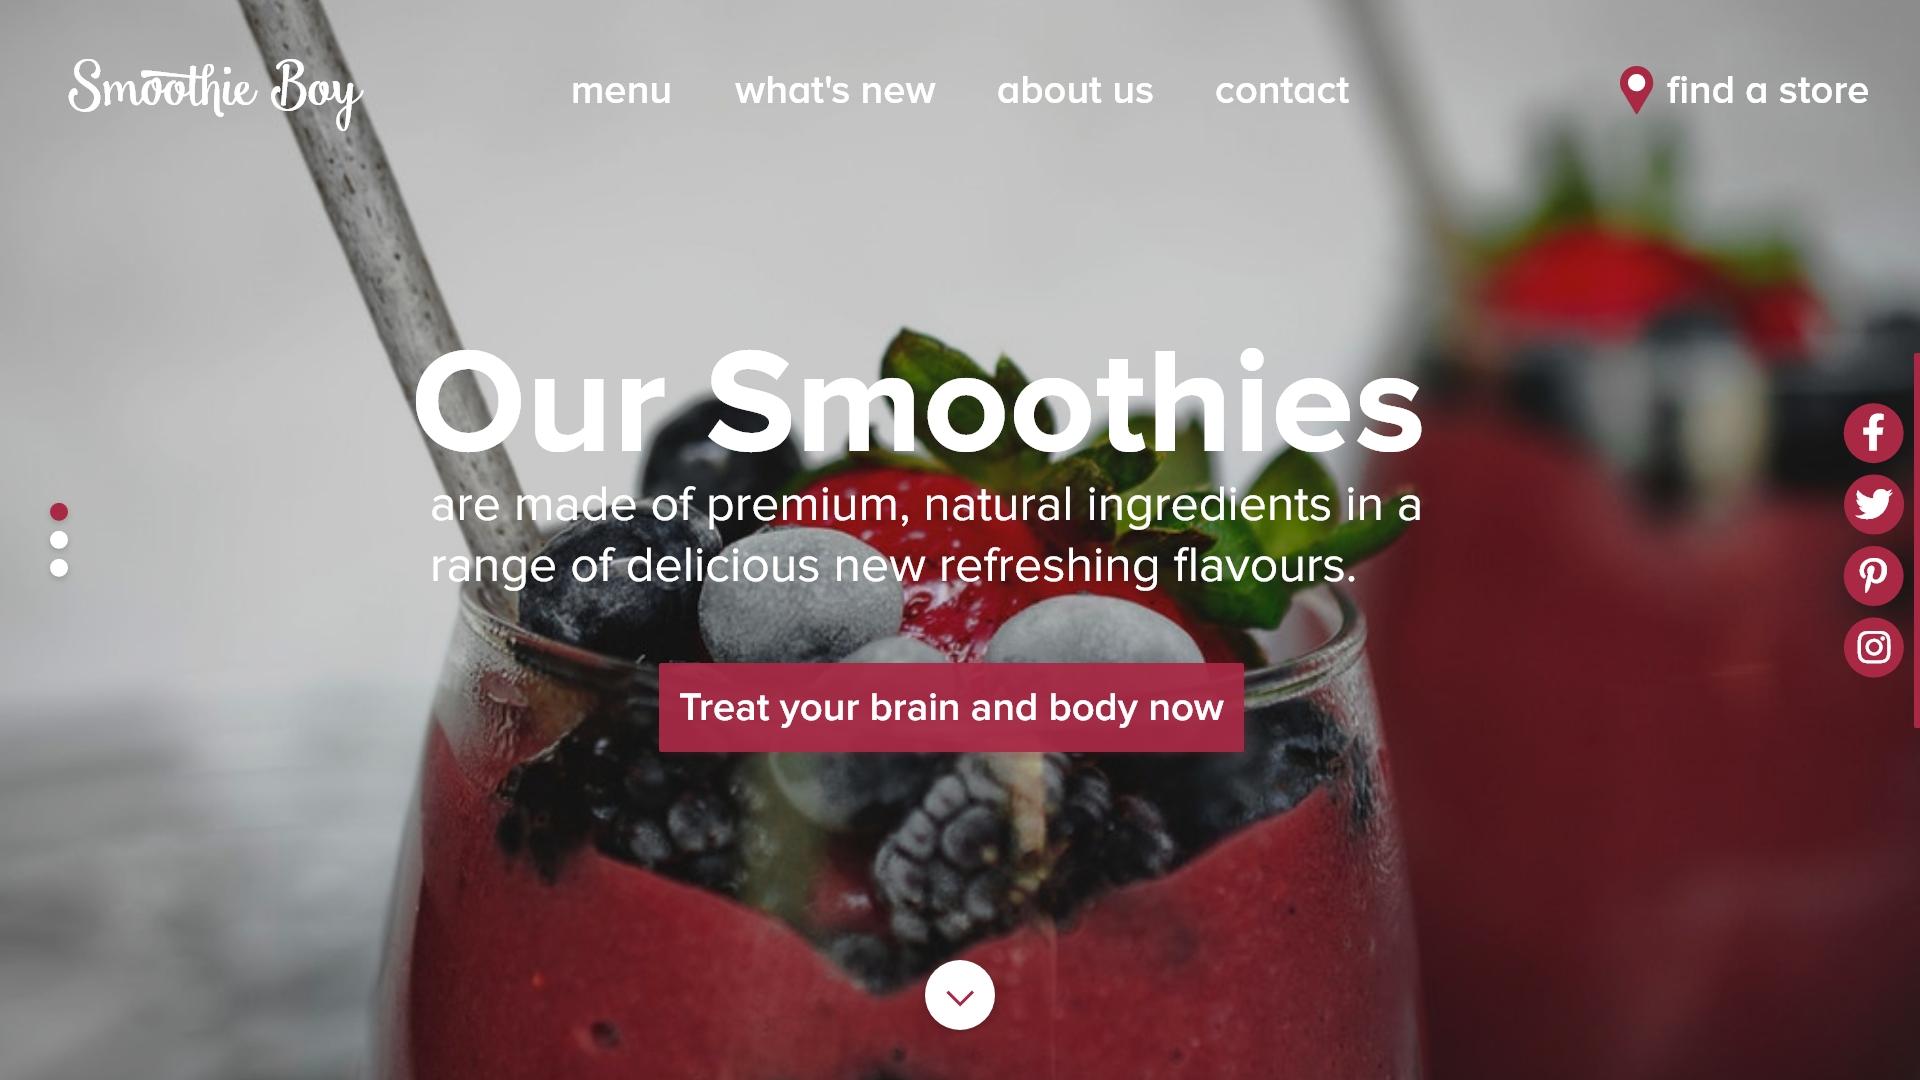 Smoothie Boy
menu what's new about us contact
find a store
Our Smoothies
are made of premium, natural ingredients in a
range of delicious new refreshing flavours.
Treat your brain and body now